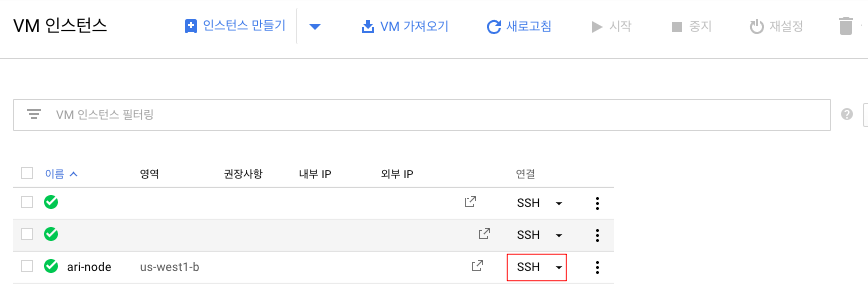 VM 인스턴스 인스턴스 만들기 VM 가져오기 새로고침 시작 중지 재설정
VM 인스턴스 필터링 ?
이름 영역 권장사항 내부 IP 외부 IP 연결
SSH
SSH
ari-node us-west1-b SSH